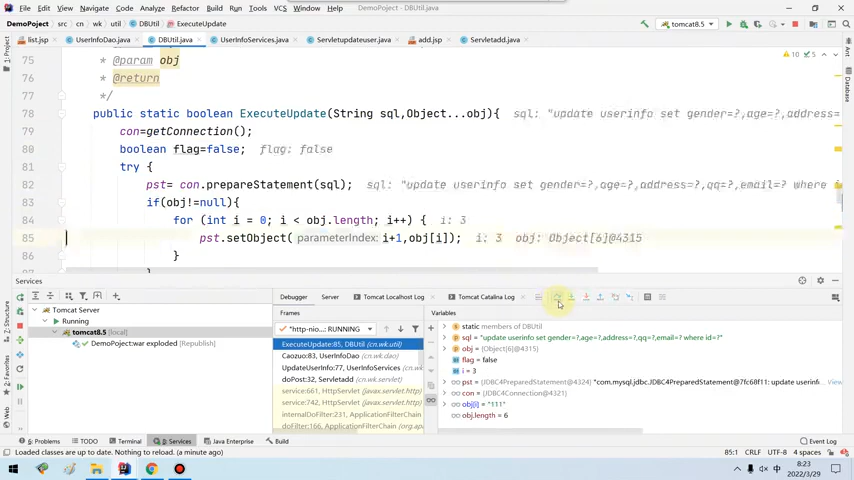 File Edit View Navigate Code Analyze Refactor Build Run Tools VCS Window Help
DemoPoject src cn wk util DBUtil ExecuteUpdate tomcat8.5
list.jsp UserInfoDao.java DBUtil.java UserInfoServices.java Servletupdateuser.java add.jsp Servletadd.java
75 * @param obj
10 5
76 * @return
77 */
78 public static boolean ExecuteUpdate(String sql,Object...obj){ sql: "update userinfo set gender=?,age=?,address=
79 con=getConnection();
80 boolean flag=false; flag: false
81 try {
82 pst= con.prepareStatement(sql); sql: "update userinfo set gender=?,age=?,address=?,qq=?,email=? where i
83 if(obj!=null){
84 for (int i = 0; i < obj.length; i++) { i: 3
85 pst.setObject( parameterIndex: i+1,obj[i]); i: 3 obj: Object[6]@4315
86 }
Services
Debugger Server Tomcat Localhost Log Tomcat Catalina Log
Tomcat Server
Running
tomcat8.5 [local]
DemoPoject:war exploded [Republish]
Frames
"http-nio... RUNNING
ExecuteUpdate:85, DBUtil (cn.wk.util)
Caozuo:83, UserInfoDao (cn.wk.dao)
UpdateUserInfo:77, UserInfoServices
doPost:32, Servletadd (cn.wk.servlet)
service:661, HttpServlet (javax.servlet
service:742, HttpServlet (javax.servlet
internalDoFilter:231, ApplicationFilterChain
doFilter:166, ApplicationFilterChain (org.ap
Variables
static members of DBUtil
sql = "update userinfo set gender=?,age=?,address=?,qq=?,email=? where id=?"
obj = {Object[6]@4315}
flag = false
i = 3
pst = {JDBC4PreparedStatement@4324} "com.mysql.jdbc.JDBC4PreparedStatement@7fc68f11: update userinf
con = {JDBC4Connection@4321}
obj[i] = "111"
obj.length = 6
6: Problems TODO Terminal 8: Services Java Enterprise Build Event Log
Loaded classes are up to date. Nothing to reload. (a minute ago) 85:1 CRLF UTF-8 4 spaces
中 8:23
2022/3/29
1: Project
Z: Structure
Web
Ant
Database